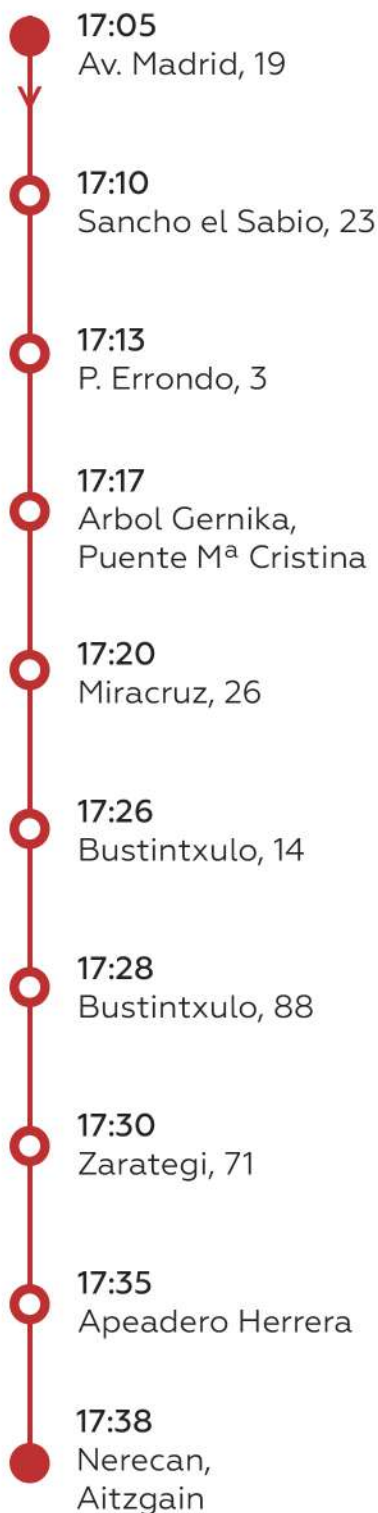 17:05
Av. Madrid, 19
17:10
Sancho el Sabio, 23
17:13
P. Errondo, 3
17:17
Arbol Gernika,
Puente Mª Cristina
17:20
Miracruz, 26
17:26
Bustintxulo, 14
17:28
Bustintxulo, 88
17:30
Zarategi, 71
17:35
Apeadero Herrera
17:38
Nerecan,
Aitzgain